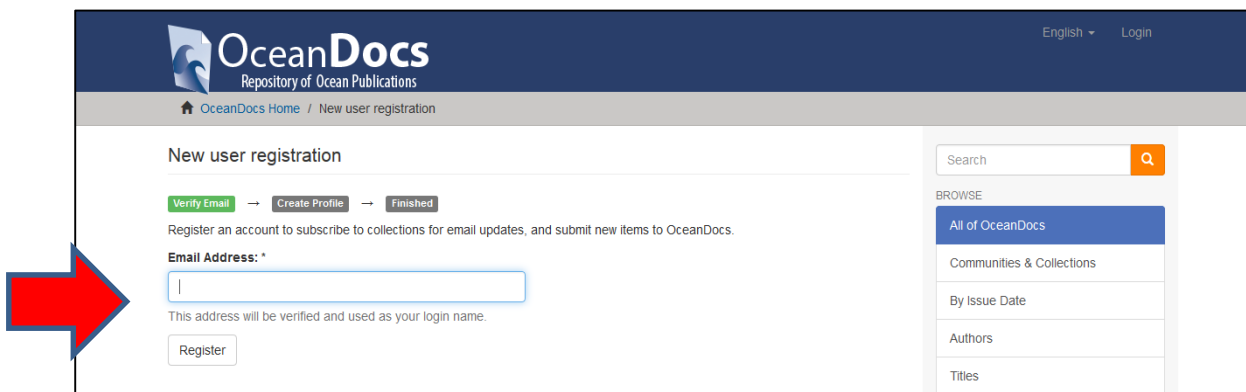 English Login
OceanDocs
Repository of Ocean Publications
OceanDocs Home / New user registration
New user registration
Verify Email → Create Profile → Finished
Register an account to subscribe to collections for email updates, and submit new items to OceanDocs.
Email Address: *
This address will be verified and used as your login name.
Register
Search
BROWSE
All of OceanDocs
Communities & Collections
By Issue Date
Authors
Titles